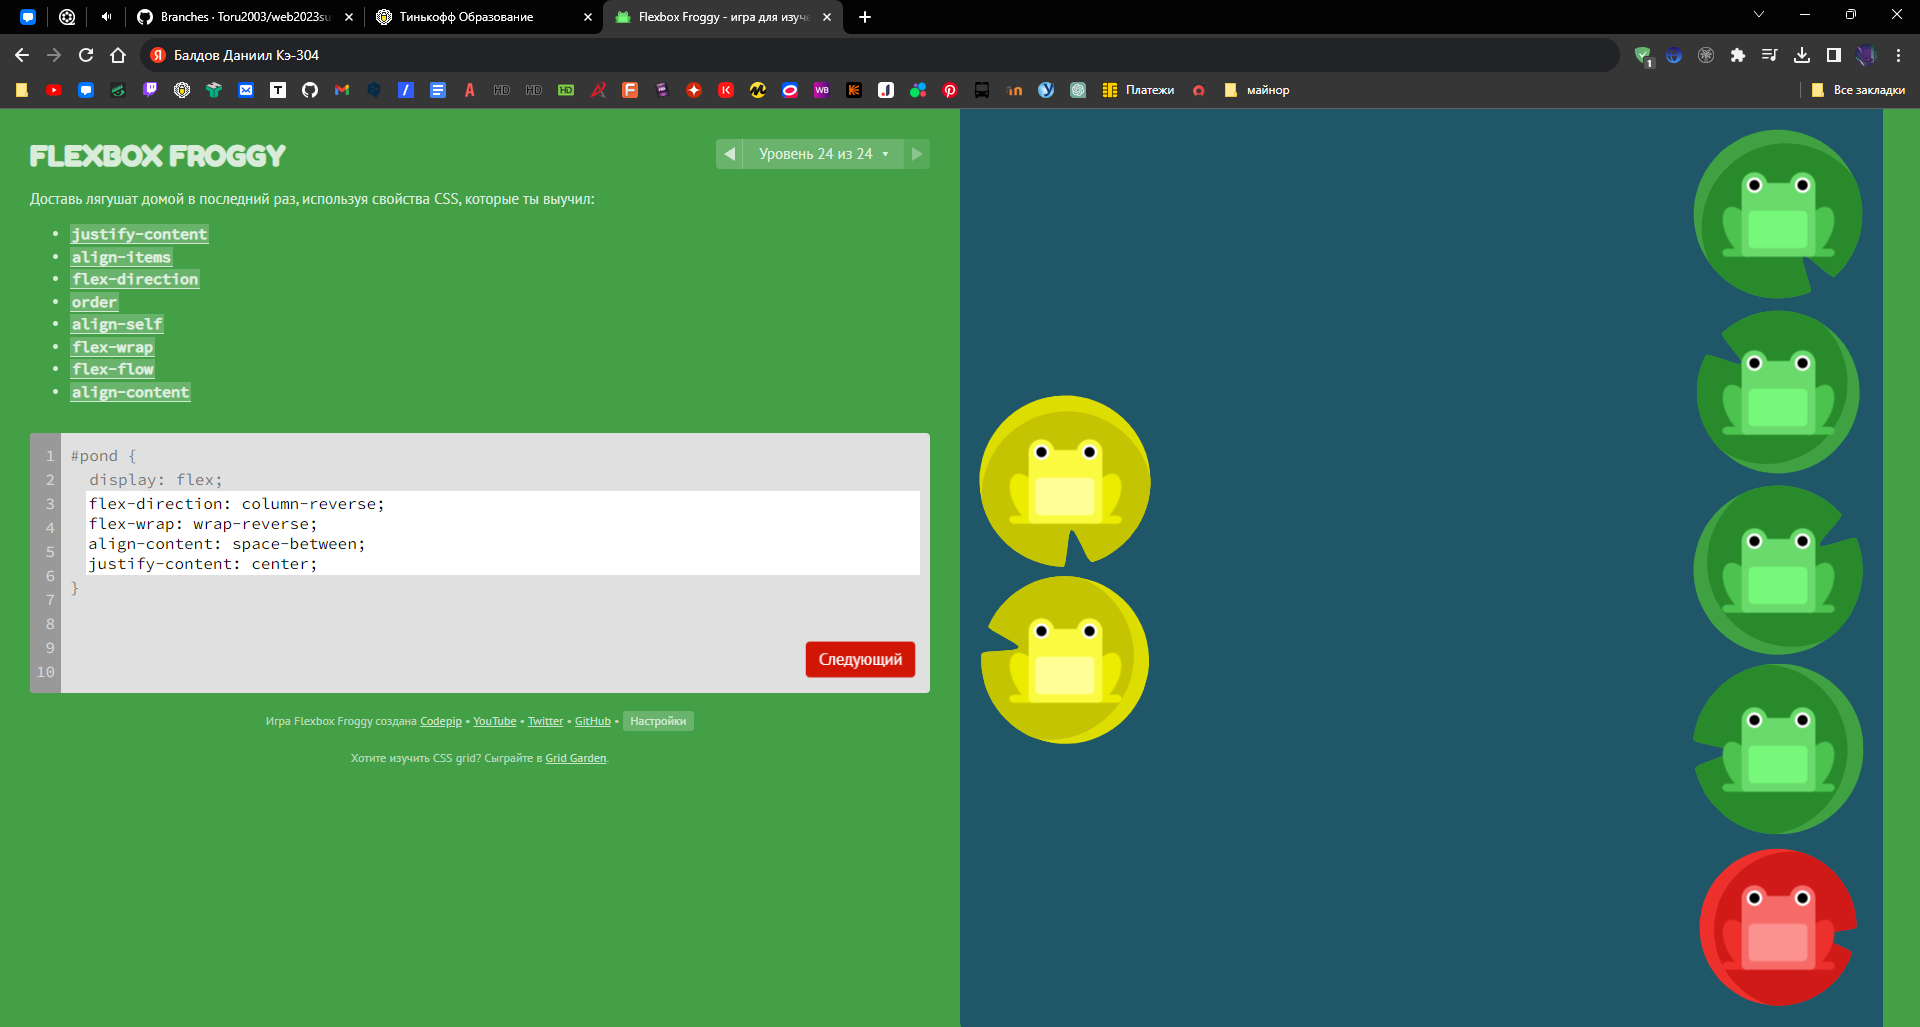 Branches · Toru2003/web2023su
Тинькофф Образование
Flexbox Froggy - игра для изуче
Балдов Даниил Кэ-304
Платежи
майнор
Все закладки
FLEXBOX FROGGY
Уровень 24 из 24
Доставь лягушат домой в последний раз, используя свойства CSS, которые ты выучил:
justify-content
align-items
flex-direction
order
align-self
flex-wrap
flex-flow
align-content
1 #pond {
2 display: flex;
3 flex-direction: column-reverse;
4 flex-wrap: wrap-reverse;
5 align-content: space-between;
6 justify-content: center;
7 }
8
9
10
Следующий
Игра Flexbox Froggy создана Codepip • YouTube • Twitter • GitHub • Настройки
Хотите изучить CSS grid? Сыграйте в Grid Garden.